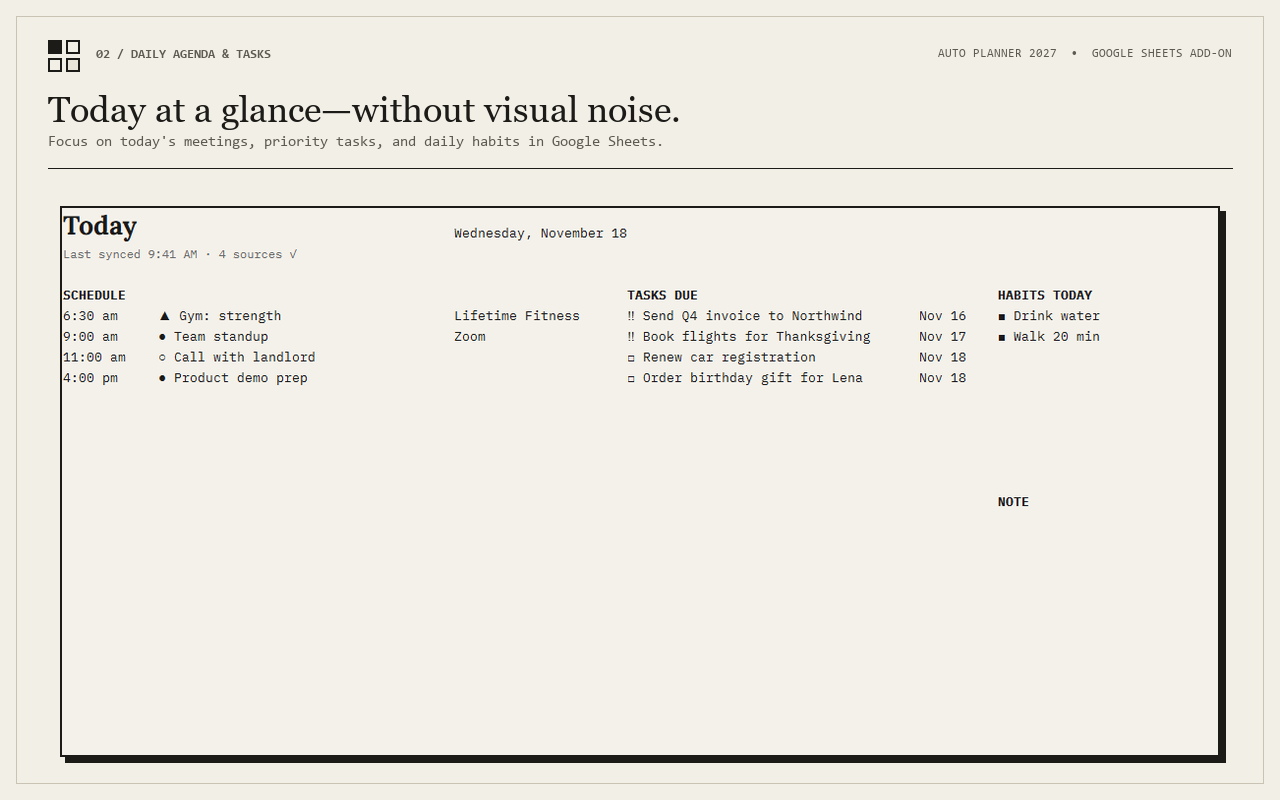 02 / DAILY AGENDA & TASKS
AUTO PLANNER 2027 • GOOGLE SHEETS ADD-ON
Today at a glance—without visual noise.
Focus on today's meetings, priority tasks, and daily habits in Google Sheets.
Today
Wednesday, November 18
Last synced 9:41 AM · 4 sources √
SCHEDULE TASKS DUE HABITS TODAY
6:30 am ▲ Gym: strength Lifetime Fitness ‼ Send Q4 invoice to Northwind Nov 16 ■ Drink water
9:00 am ● Team standup Zoom ‼ Book flights for Thanksgiving Nov 17 ■ Walk 20 min
11:00 am ○ Call with landlord □ Renew car registration Nov 18
4:00 pm ● Product demo prep □ Order birthday gift for Lena Nov 18
NOTE